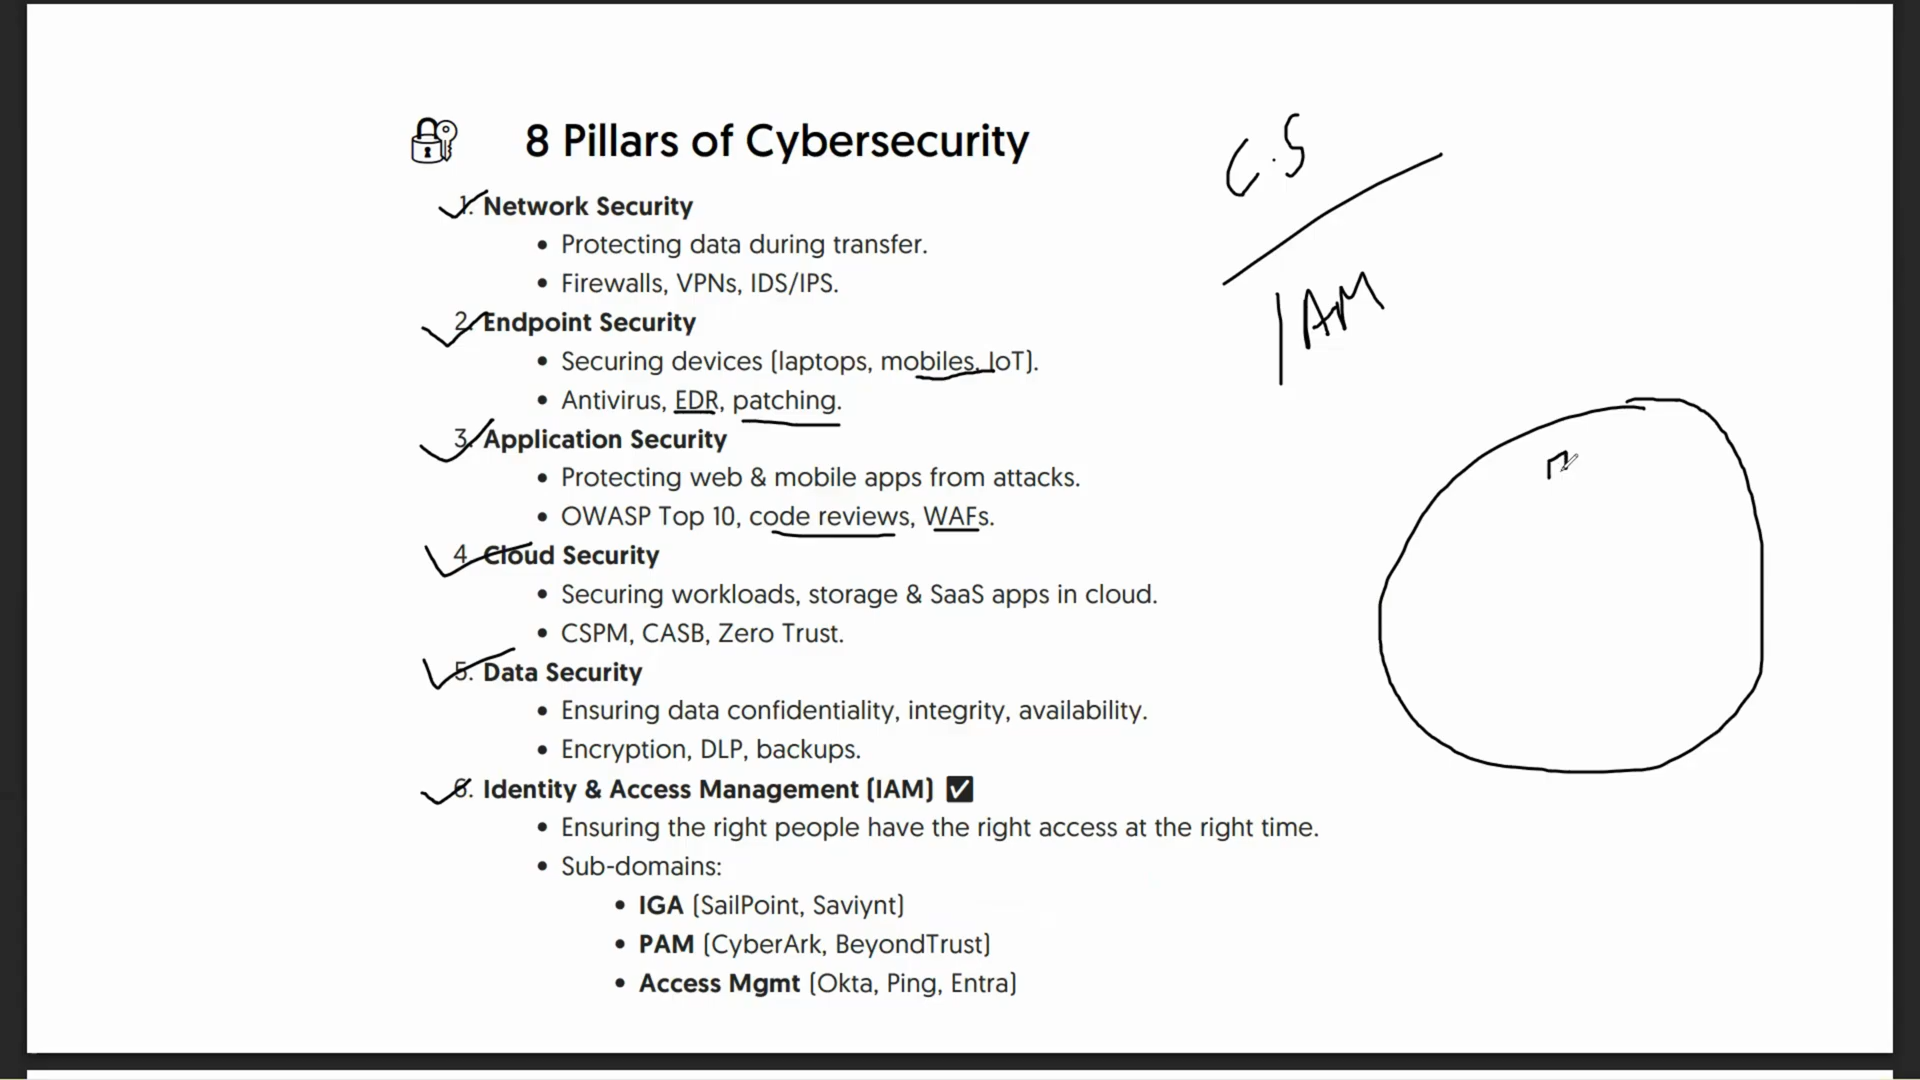 8 Pillars of Cybersecurity
1. Network Security
• Protecting data during transfer.
• Firewalls, VPNs, IDS/IPS.
2. Endpoint Security
• Securing devices (laptops, mobiles, IoT).
• Antivirus, EDR, patching.
3. Application Security
• Protecting web & mobile apps from attacks.
• OWASP Top 10, code reviews, WAFs.
4. Cloud Security
• Securing workloads, storage & SaaS apps in cloud.
• CSPM, CASB, Zero Trust.
5. Data Security
• Ensuring data confidentiality, integrity, availability.
• Encryption, DLP, backups.
6. Identity & Access Management (IAM) ☑
• Ensuring the right people have the right access at the right time.
• Sub-domains:
• IGA (SailPoint, Saviynt)
• PAM (CyberArk, BeyondTrust)
• Access Mgmt (Okta, Ping, Entra)
C.S
IAM